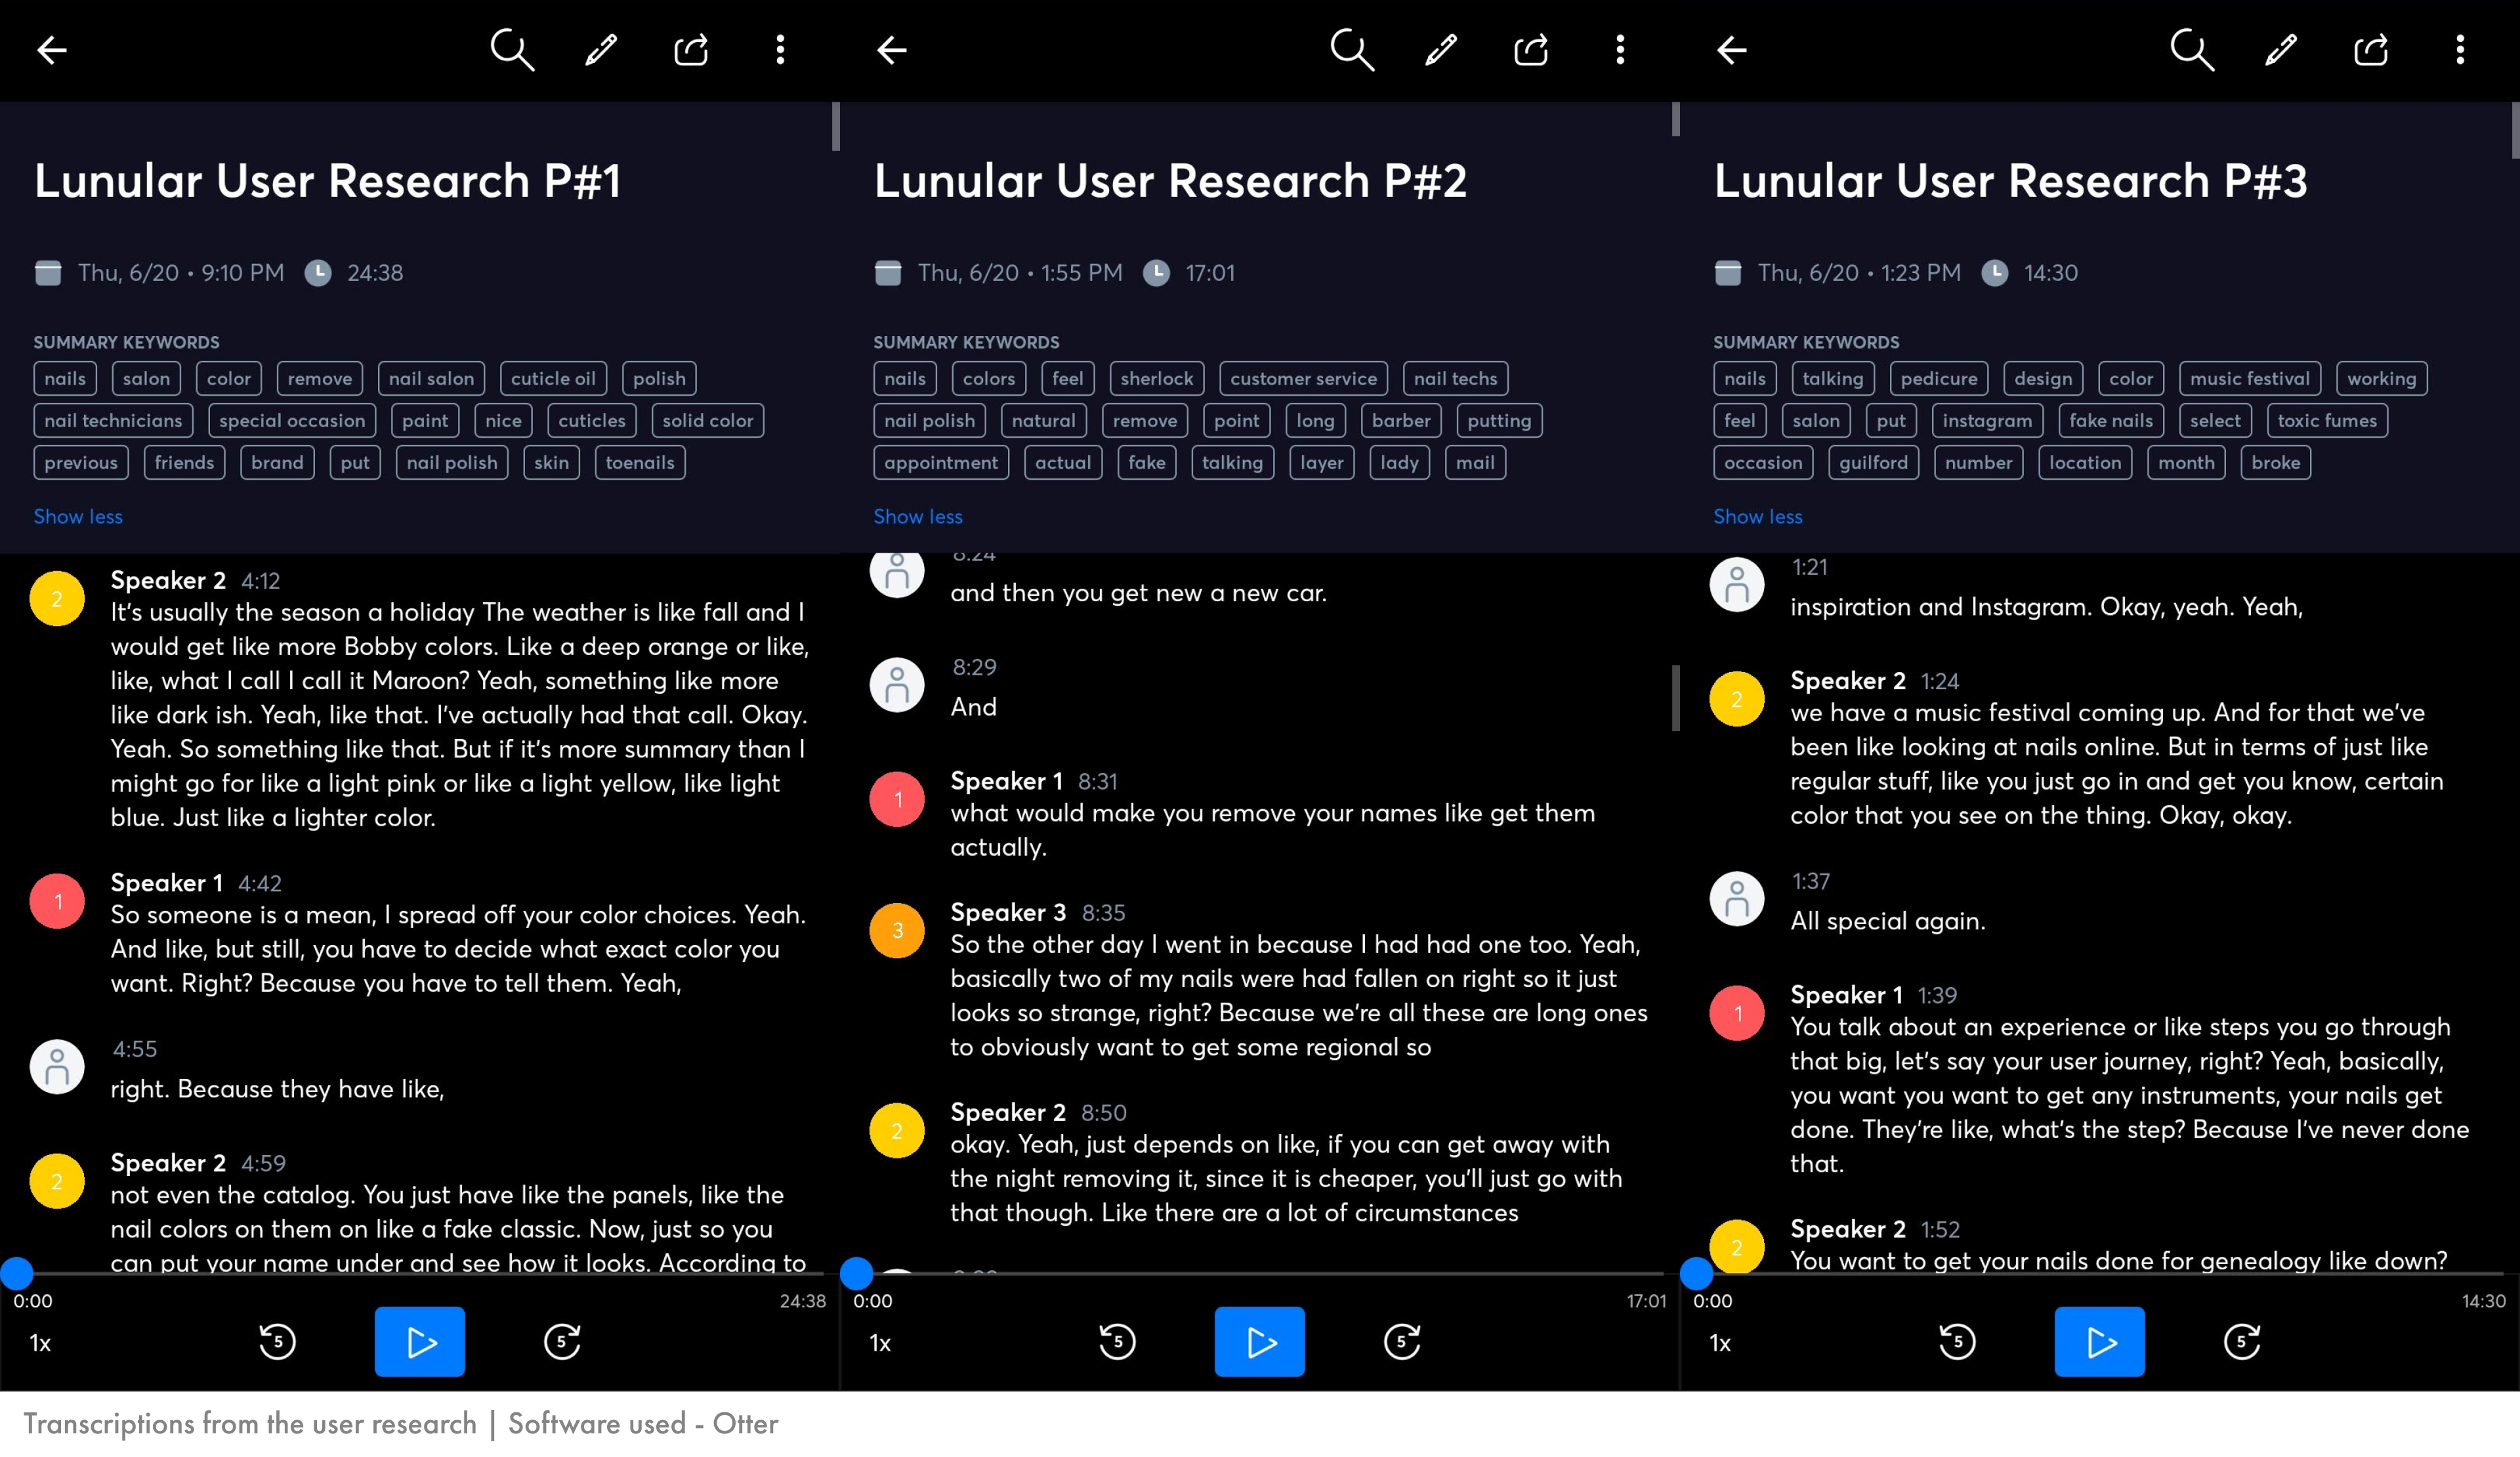 Lunular User Research P#1
Thu, 6/20 • 9:10 PM 24:38
SUMMARY KEYWORDS
nails salon color remove nail salon cuticle oil polish
nail technicians special occasion paint nice cuticles solid color
previous friends brand put nail polish skin toenails
Show less
2 Speaker 2 4:12
It's usually the season a holiday The weather is like fall and I
would get like more Bobby colors. Like a deep orange or like,
like, what I call I call it Maroon? Yeah, something like more
like dark ish. Yeah, like that. I've actually had that call. Okay.
Yeah. So something like that. But if it's more summary than I
might go for like a light pink or like a light yellow, like light
blue. Just like a lighter color.
1 Speaker 1 4:42
So someone is a mean, I spread off your color choices. Yeah.
And like, but still, you have to decide what exact color you
want. Right? Because you have to tell them. Yeah,
4:55
right. Because they have like,
2 Speaker 2 4:59
not even the catalog. You just have like the panels, like the
nail colors on them on like a fake classic. Now, just so you
can put your name under and see how it looks. According to
0:00 24:38
1x 5 5
Lunular User Research P#2
Thu, 6/20 • 1:55 PM 17:01
SUMMARY KEYWORDS
nails colors feel sherlock customer service nail techs
nail polish natural remove point long barber putting
appointment actual fake talking layer lady mail
Show less
8:24
and then you get new a new car.
8:29
And
1 Speaker 1 8:31
what would make you remove your names like get them
actually.
3 Speaker 3 8:35
So the other day I went in because I had had one too. Yeah,
basically two of my nails were had fallen on right so it just
looks so strange, right? Because we're all these are long ones
to obviously want to get some regional so
2 Speaker 2 8:50
okay. Yeah, just depends on like, if you can get away with
the night removing it, since it is cheaper, you'll just go with
that though. Like there are a lot of circumstances
0:00 17:01
1x 5 5
Lunular User Research P#3
Thu, 6/20 • 1:23 PM 14:30
SUMMARY KEYWORDS
nails talking pedicure design color music festival working
feel salon put instagram fake nails select toxic fumes
occasion guilford number location month broke
Show less
1:21
inspiration and Instagram. Okay, yeah. Yeah,
2 Speaker 2 1:24
we have a music festival coming up. And for that we've
been like looking at nails online. But in terms of just like
regular stuff, like you just go in and get you know, certain
color that you see on the thing. Okay, okay.
1:37
All special again.
1 Speaker 1 1:39
You talk about an experience or like steps you go through
that big, let's say your user journey, right? Yeah, basically,
you want you want to get any instruments, your nails get
done. They're like, what's the step? Because I've never done
that.
2 Speaker 2 1:52
You want to get your nails done for genealogy like down?
0:00 14:30
1x 5 5
Transcriptions from the user research | Software used - Otter